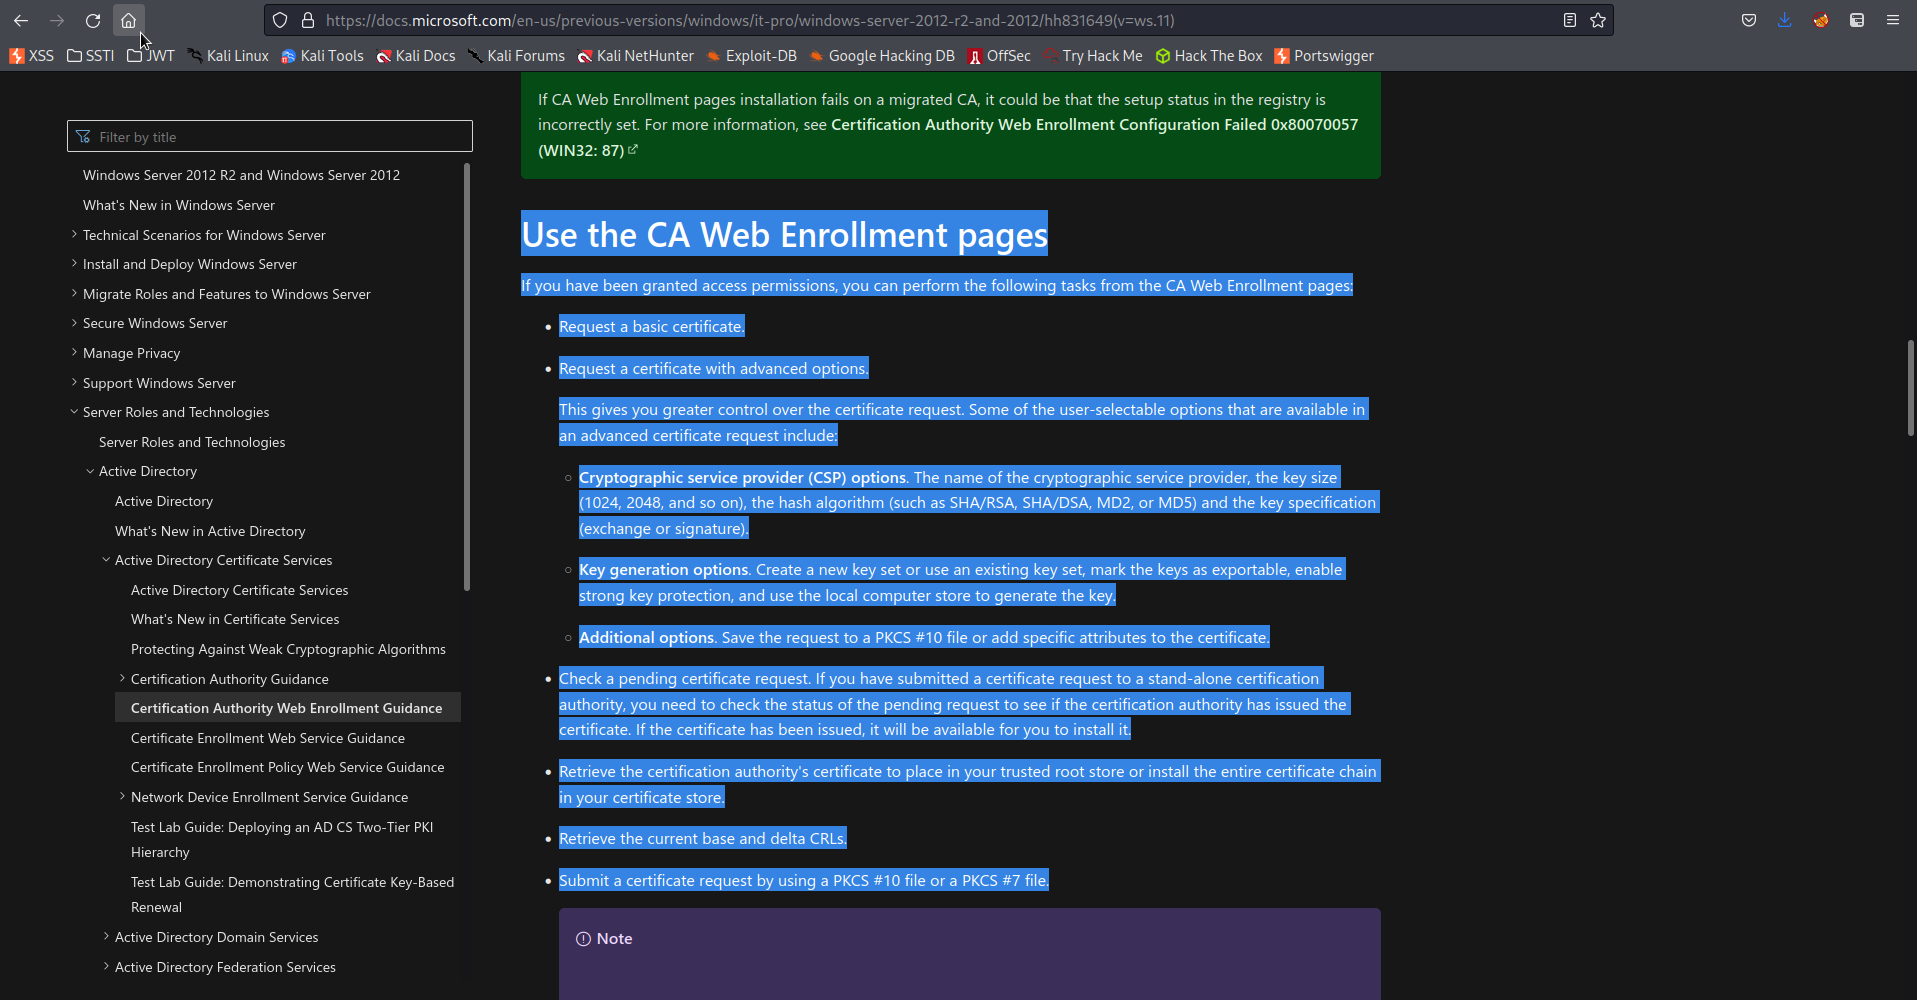 https://docs.microsoft.com/en-us/previous-versions/windows/it-pro/windows-server-2012-r2-and-2012/hh831649(v=ws.11)
XSS SSTI JWT Kali Linux Kali Tools Kali Docs Kali Forums Kali NetHunter Exploit-DB Google Hacking DB OffSec Try Hack Me Hack The Box Portswigger
Filter by title
Windows Server 2012 R2 and Windows Server 2012
What's New in Windows Server
Technical Scenarios for Windows Server
Install and Deploy Windows Server
Migrate Roles and Features to Windows Server
Secure Windows Server
Manage Privacy
Support Windows Server
Server Roles and Technologies
Server Roles and Technologies
Active Directory
Active Directory
What's New in Active Directory
Active Directory Certificate Services
Active Directory Certificate Services
What's New in Certificate Services
Protecting Against Weak Cryptographic Algorithms
Certification Authority Guidance
Certification Authority Web Enrollment Guidance
Certificate Enrollment Web Service Guidance
Certificate Enrollment Policy Web Service Guidance
Network Device Enrollment Service Guidance
Test Lab Guide: Deploying an AD CS Two-Tier PKI
Hierarchy
Test Lab Guide: Demonstrating Certificate Key-Based
Renewal
Active Directory Domain Services
Active Directory Federation Services
If CA Web Enrollment pages installation fails on a migrated CA, it could be that the setup status in the registry is
incorrectly set. For more information, see Certification Authority Web Enrollment Configuration Failed 0x80070057
(WIN32: 87)
Use the CA Web Enrollment pages
If you have been granted access permissions, you can perform the following tasks from the CA Web Enrollment pages:
• Request a basic certificate.
• Request a certificate with advanced options.
This gives you greater control over the certificate request. Some of the user-selectable options that are available in
an advanced certificate request include:
○ Cryptographic service provider (CSP) options. The name of the cryptographic service provider, the key size
(1024, 2048, and so on), the hash algorithm (such as SHA/RSA, SHA/DSA, MD2, or MD5) and the key specification
(exchange or signature).
○ Key generation options. Create a new key set or use an existing key set, mark the keys as exportable, enable
strong key protection, and use the local computer store to generate the key.
○ Additional options. Save the request to a PKCS #10 file or add specific attributes to the certificate.
• Check a pending certificate request. If you have submitted a certificate request to a stand-alone certification
authority, you need to check the status of the pending request to see if the certification authority has issued the
certificate. If the certificate has been issued, it will be available for you to install it.
• Retrieve the certification authority's certificate to place in your trusted root store or install the entire certificate chain
in your certificate store.
• Retrieve the current base and delta CRLs.
• Submit a certificate request by using a PKCS #10 file or a PKCS #7 file.
Note